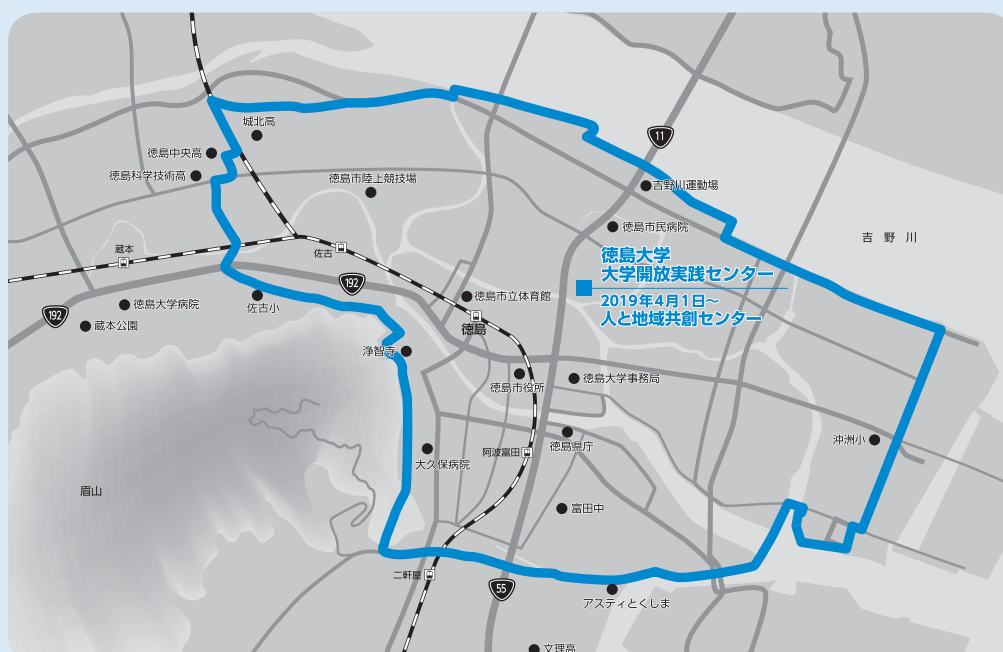 城北高
11
徳島中央高
徳島科学技術高
徳島市陸上競技場
吉野川運動場
徳島市民病院
吉野川
蔵本
佐古
徳島大学
大学開放実践センター
2019年4月1日~
人と地域共創センター
192
192
徳島大学病院
佐古小
徳島市立体育館
蔵本公園
徳島
浄智寺
徳島市役所
徳島大学事務局
沖洲小
大久保病院
阿波富田
徳島県庁
眉山
富田中
二軒屋
55
アスティとくしま
文理高